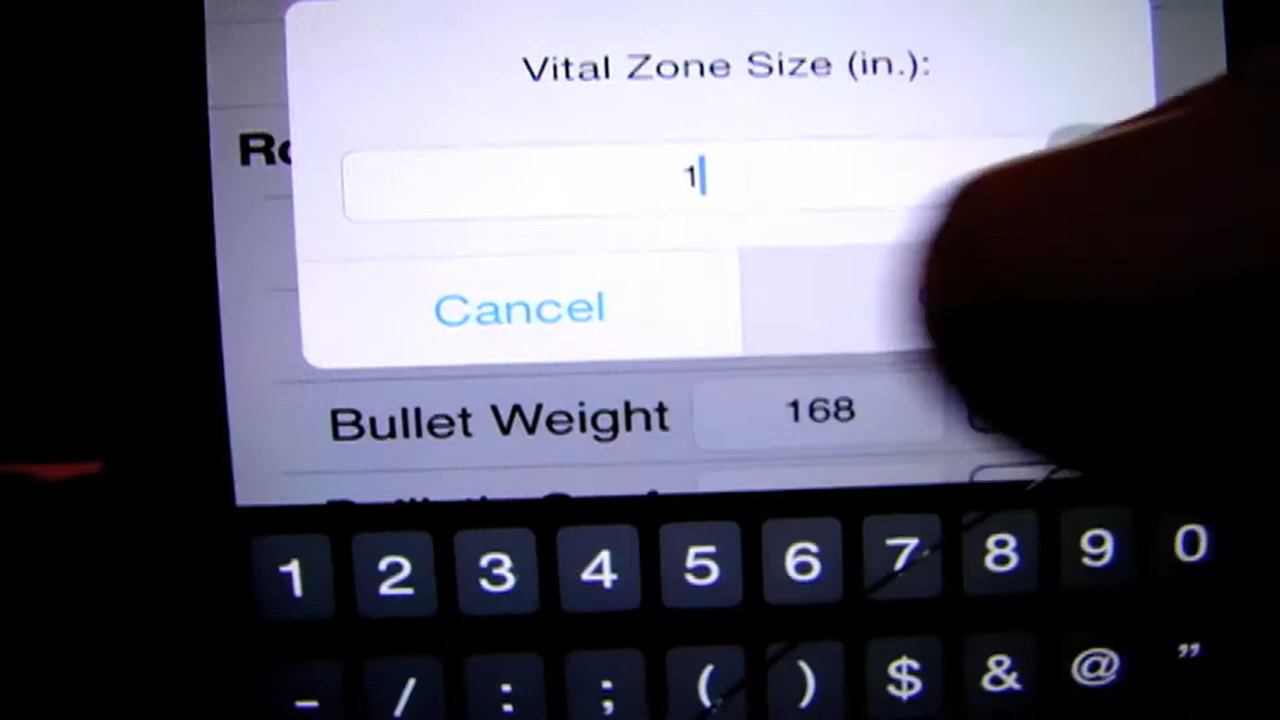 Vital Zone Size (in.):
1
Cancel
Bullet Weight 168
1 2 3 4 5 6 7 8 9 0
- / : ; ( ) $ & @ "